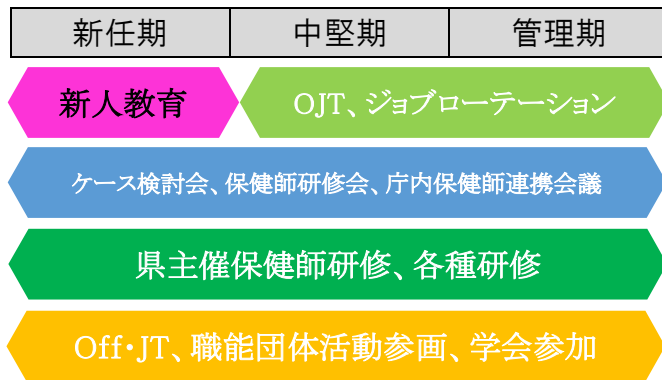 新任期 中堅期 管理期
新人教育 OJT、ジョブローテーション
ケース検討会、保健師研修会、庁内保健師連携会議
県主催保健師研修、各種研修
Off・JT、職能団体活動参画、学会参加